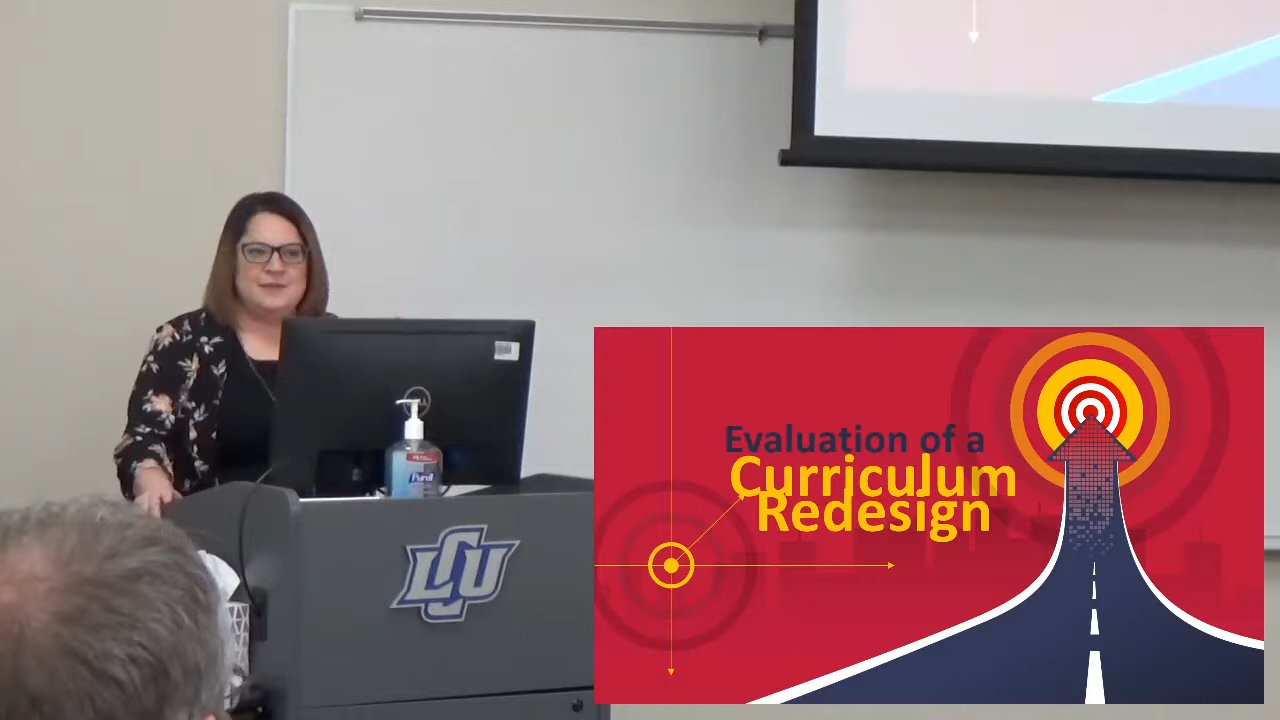 Evaluation of a
Curriculum
Redesign
Purell
LCU